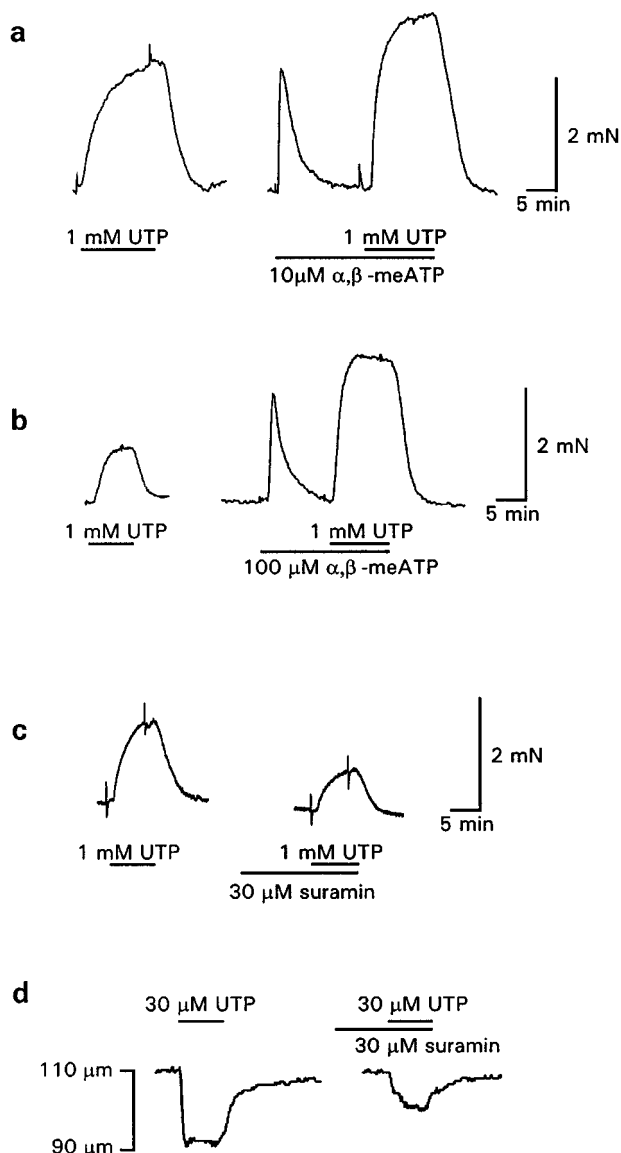 a
2 mN
5 min
1 mM UTP
1 mM UTP
10μM α,β -meATP
b
2 mN
5 min
1 mM UTP
1 mM UTP
100 μM α,β -meATP
c
2 mN
5 min
1 mM UTP
1 mM UTP
30 μM suramin
d
30 μM UTP
30 μM UTP
30 μM suramin
110 μm
90 μm